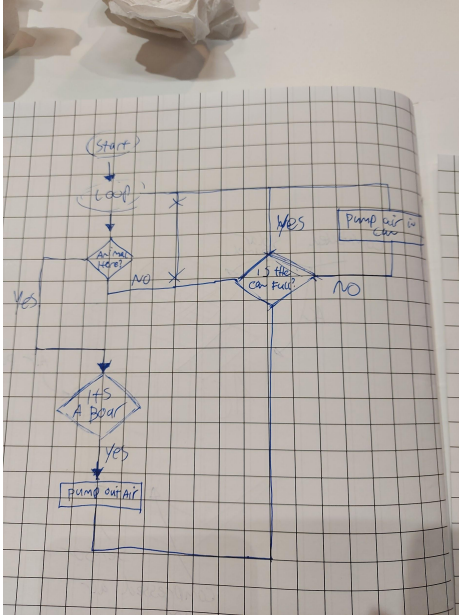 Start
Loop
Animal
Here?
NO
Yes
Yes
Pump air in
Can
Is the
can Full?
NO
It's
A Boar
Yes
Pump out Air